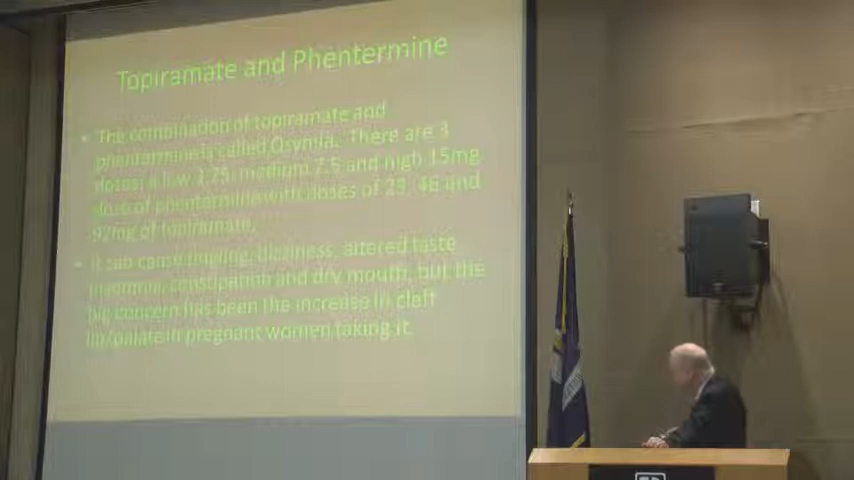 Topiramate and Phentermine
• The combination of topiramate and
phentermine is called Qsymia. There are 3
doses: a low 3.75, medium 7.5 and high 15mg
dose of phentermine with doses of 23, 46 and
92mg of topiramate.
• It can cause tingling, dizziness, altered taste
insomnia, constipation and dry mouth, but the
big concern has been the increase in cleft
lip/palate in pregnant women taking it.